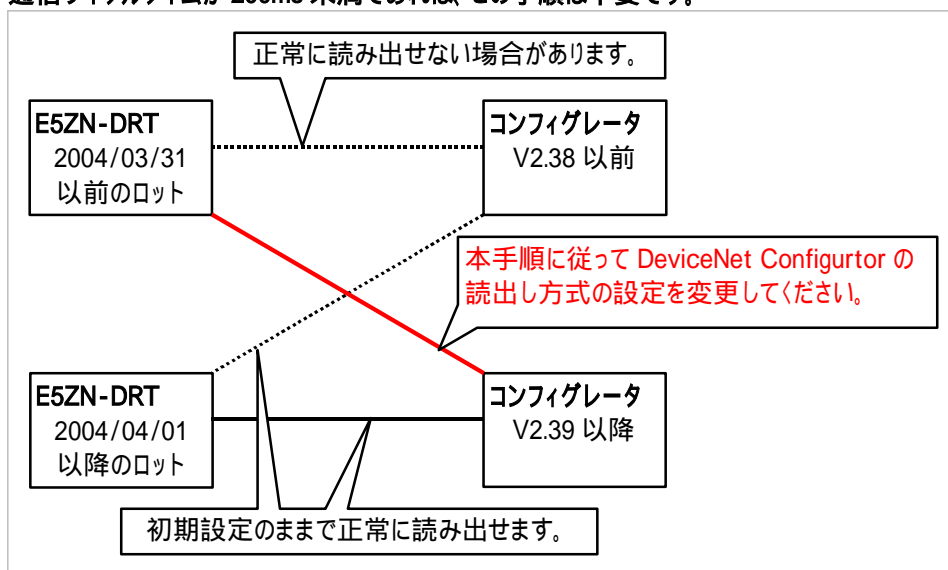 正常に読み出せない場合があります。
E5ZN-DRT
2004/03/31
以前のロット
コンフィグレータ
V2.38 以前
本手順に従って DeviceNet Configurtor の
読出し方式の設定を変更してください。
E5ZN-DRT
2004/04/01
以降のロット
コンフィグレータ
V2.39 以降
初期設定のままで正常に読み出せます。